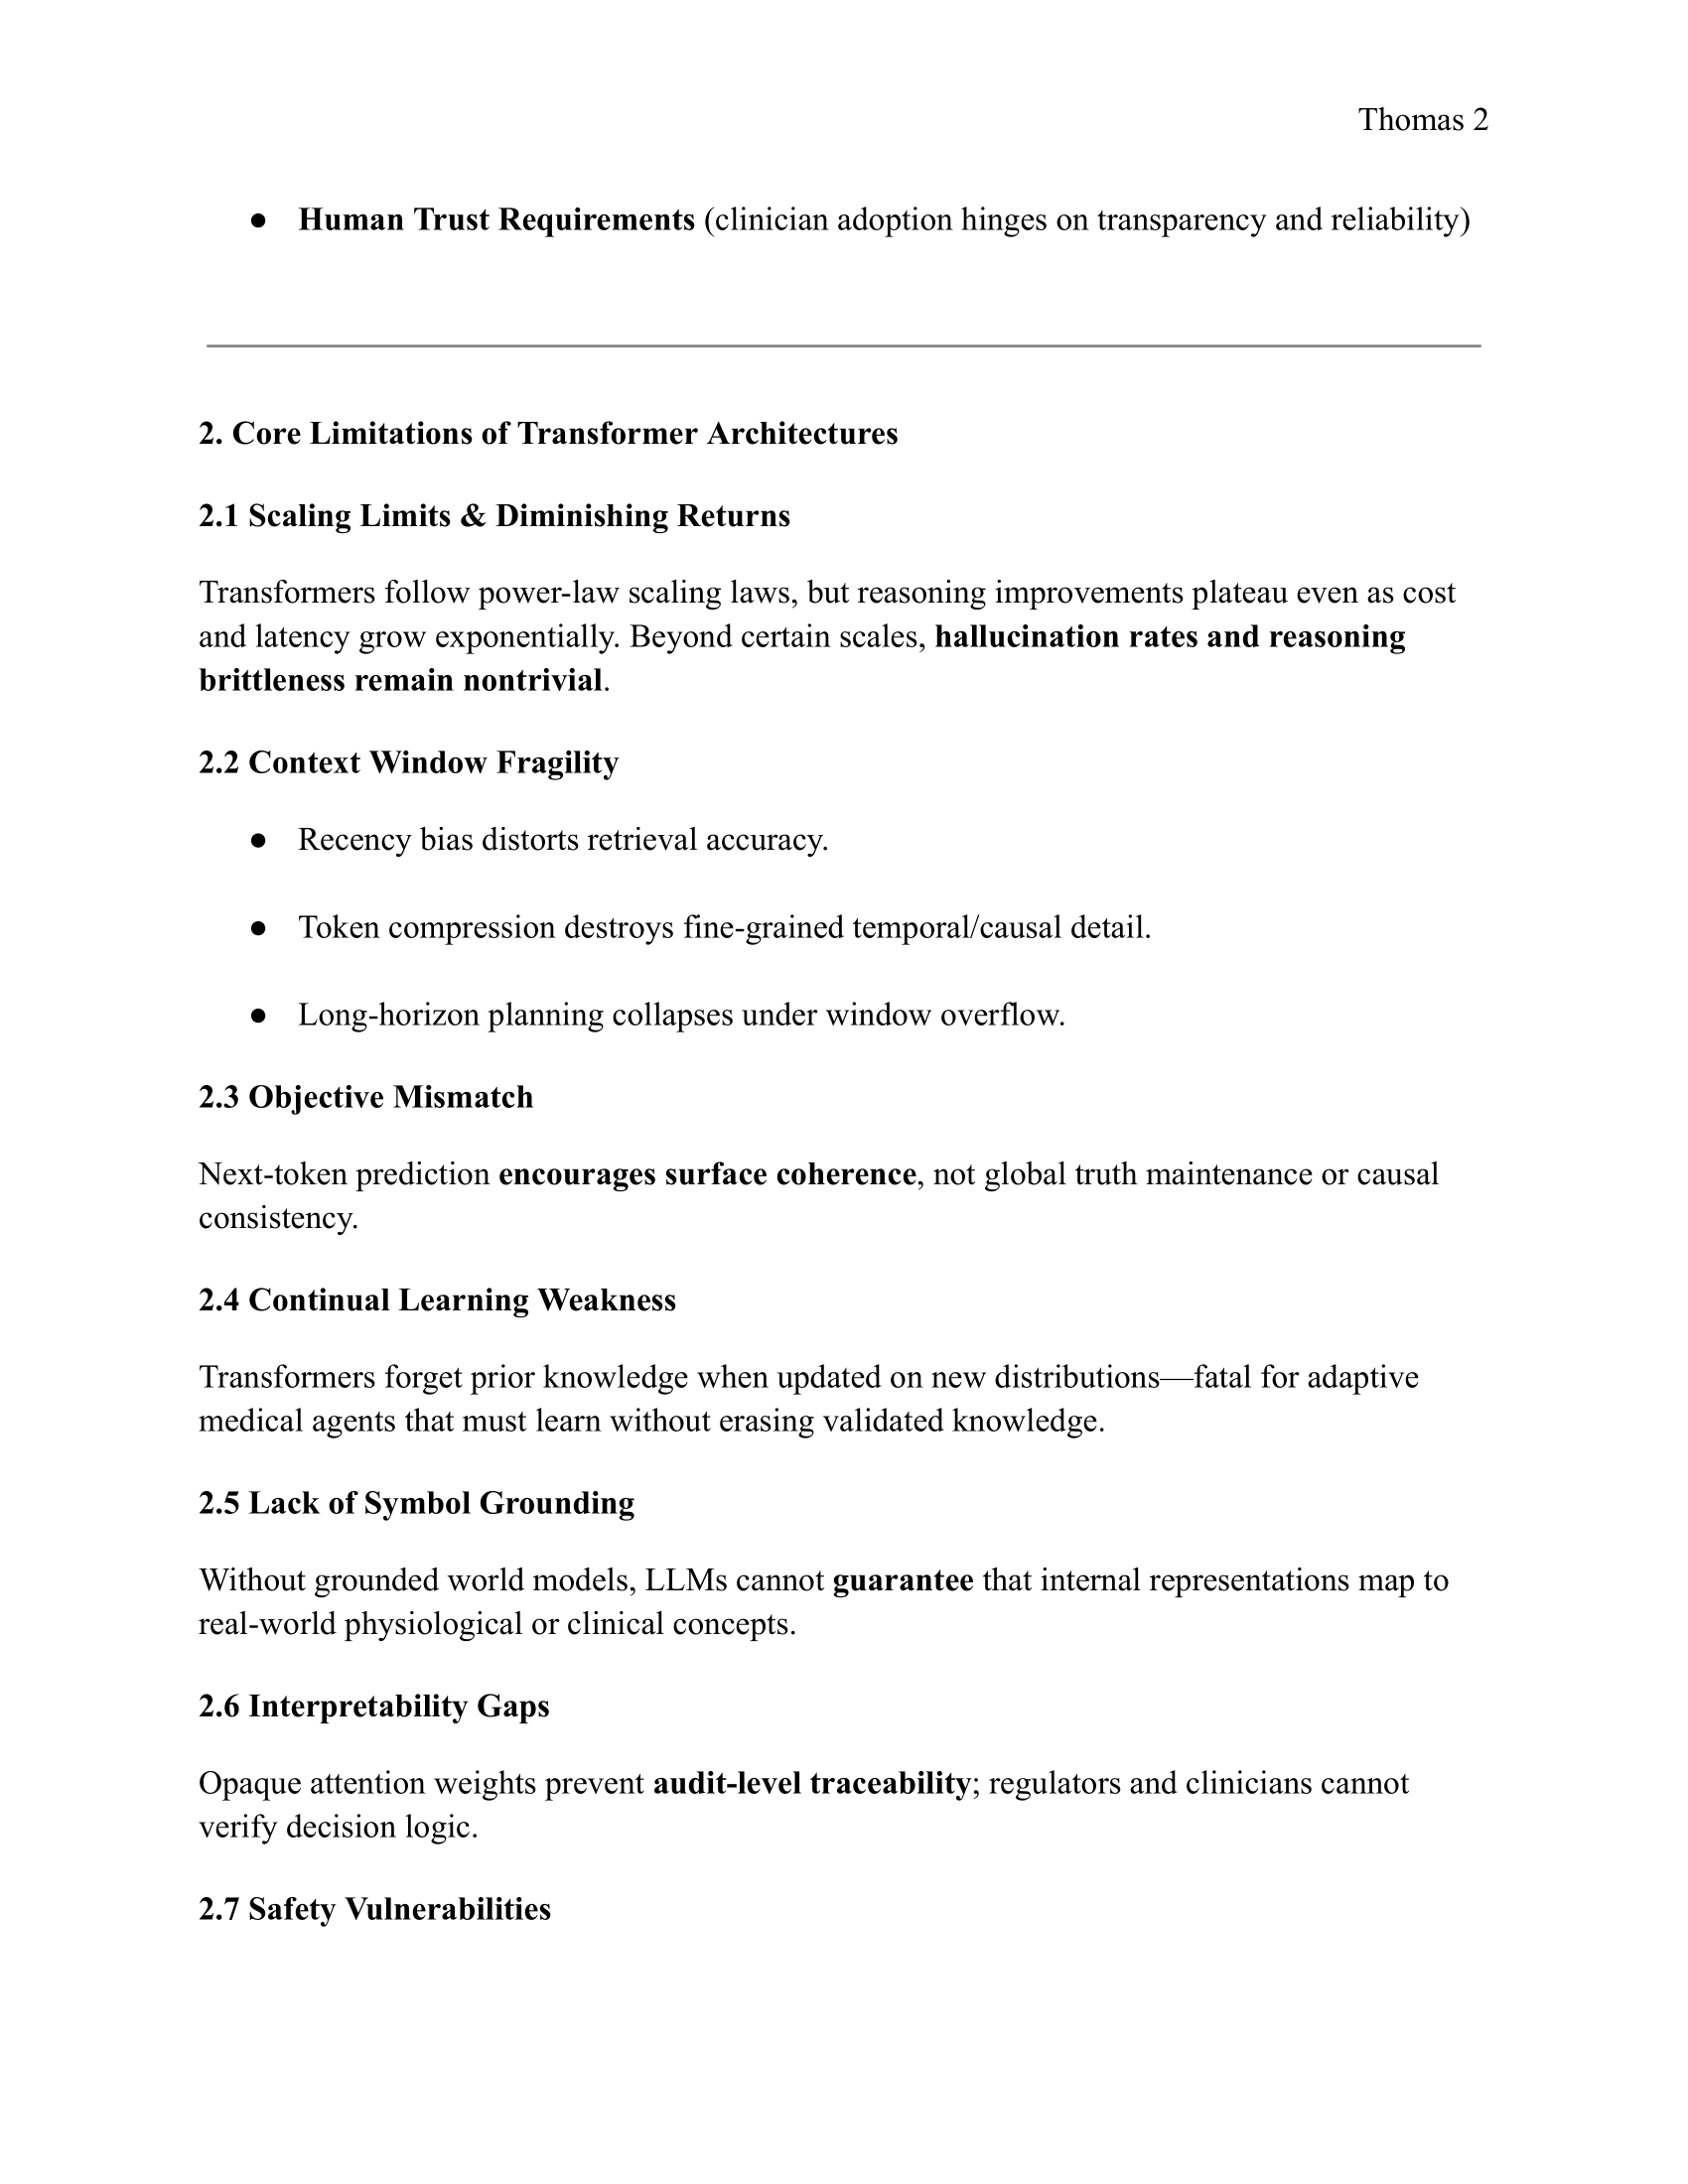 Thomas 2
● Human Trust Requirements (clinician adoption hinges on transparency and reliability)
2. Core Limitations of Transformer Architectures
2.1 Scaling Limits & Diminishing Returns
Transformers follow power-law scaling laws, but reasoning improvements plateau even as cost
and latency grow exponentially. Beyond certain scales, hallucination rates and reasoning
brittleness remain nontrivial.
2.2 Context Window Fragility
● Recency bias distorts retrieval accuracy.
● Token compression destroys fine-grained temporal/causal detail.
● Long-horizon planning collapses under window overflow.
2.3 Objective Mismatch
Next-token prediction encourages surface coherence, not global truth maintenance or causal
consistency.
2.4 Continual Learning Weakness
Transformers forget prior knowledge when updated on new distributions—fatal for adaptive
medical agents that must learn without erasing validated knowledge.
2.5 Lack of Symbol Grounding
Without grounded world models, LLMs cannot guarantee that internal representations map to
real-world physiological or clinical concepts.
2.6 Interpretability Gaps
Opaque attention weights prevent audit-level traceability; regulators and clinicians cannot
verify decision logic.
2.7 Safety Vulnerabilities